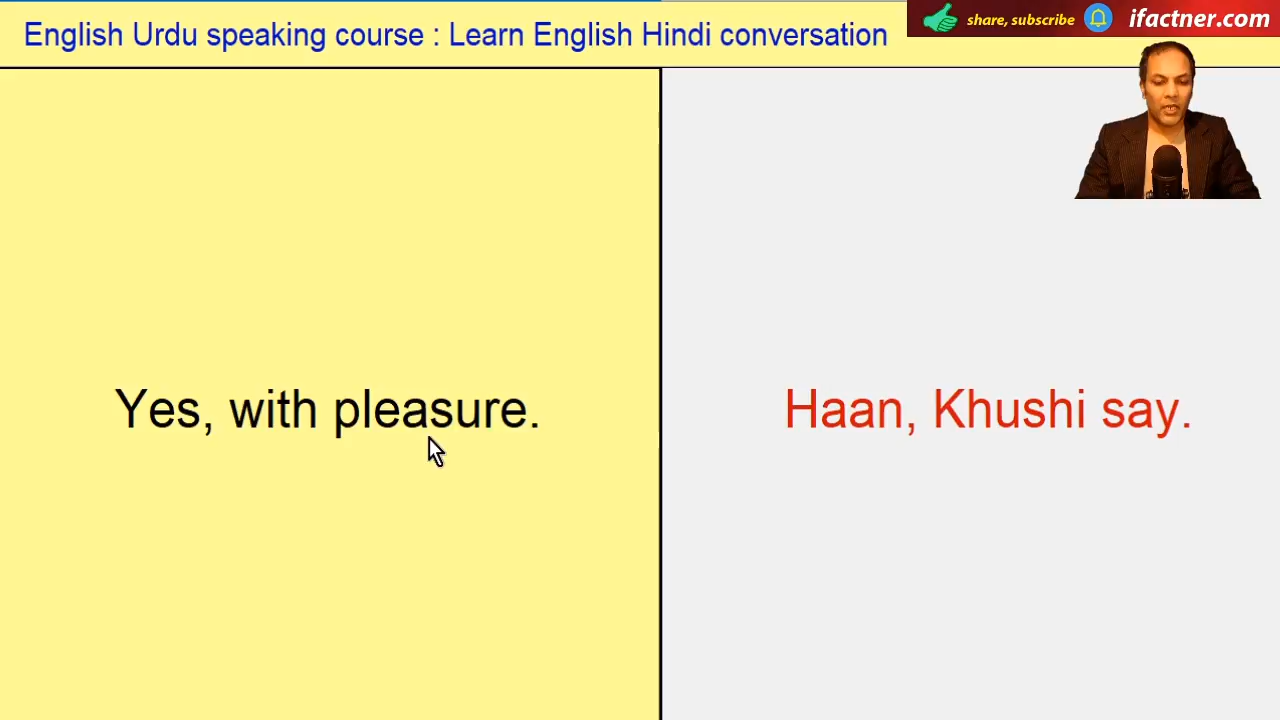 English Urdu speaking course : Learn English Hindi conversation
share, subscribe
ifactner.com
Yes, with pleasure.
Haan, Khushi say.